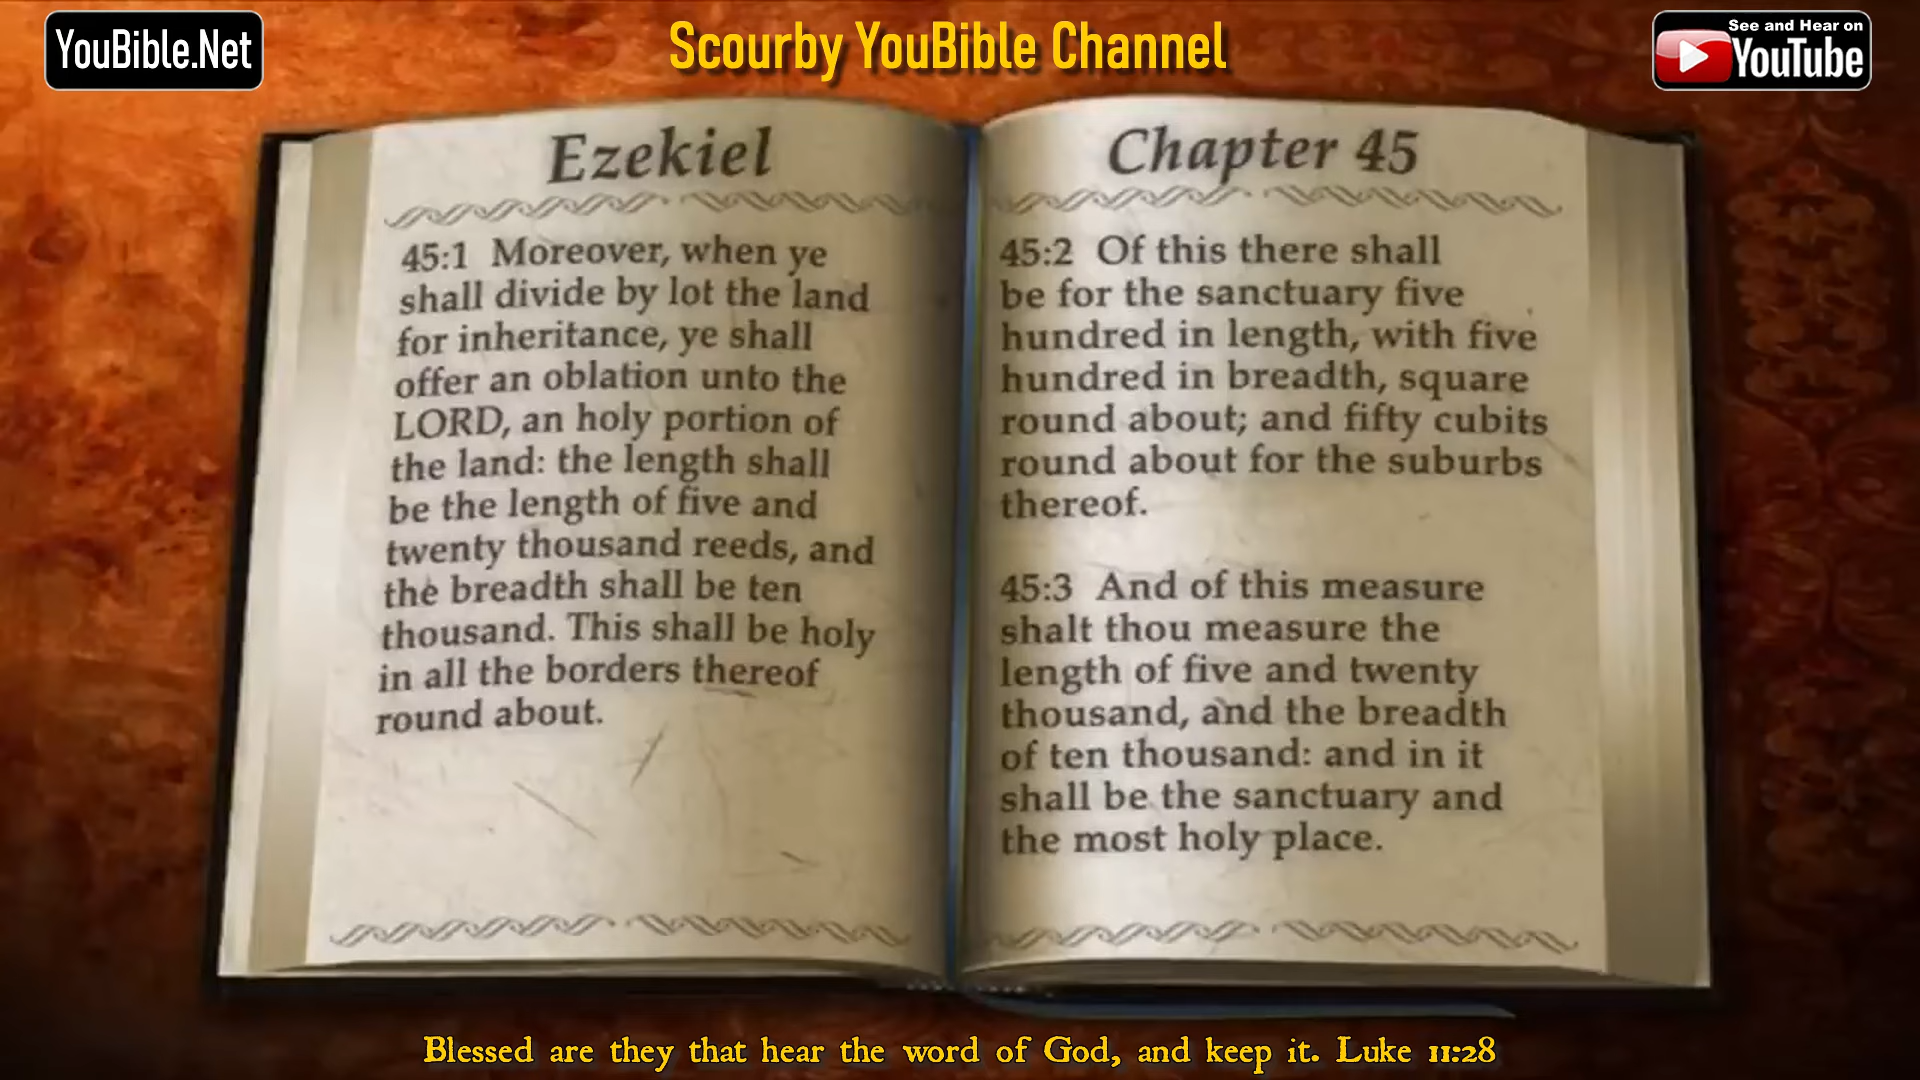 YouBible.Net
Scourby YouBible Channel
See and Hear on
YouTube
Ezekiel
45:1 Moreover, when ye
shall divide by lot the land
for inheritance, ye shall
offer an oblation unto the
LORD, an holy portion of
the land: the length shall
be the length of five and
twenty thousand reeds, and
the breadth shall be ten
thousand. This shall be holy
in all the borders thereof
round about.
Chapter 45
45:2 Of this there shall
be for the sanctuary five
hundred in length, with five
hundred in breadth, square
round about; and fifty cubits
round about for the suburbs
thereof.
45:3 And of this measure
shalt thou measure the
length of five and twenty
thousand, and the breadth
of ten thousand: and in it
shall be the sanctuary and
the most holy place.
Blessed are they that hear the word of God, and keep it. Luke 11:28